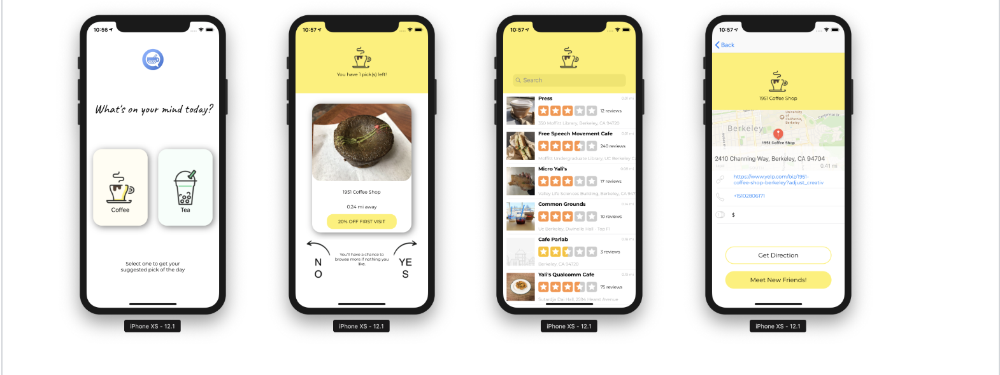 10:56
What's on your mind today?
Coffee
Tea
Select one to get your
suggested pick of the day
iPhone XS - 12.1
10:57
You have 1 pick(s) left!
1951 Coffee Shop
0.24 mi away
20% OFF FIRST VISIT
N
O
You'll have a chance to
browse more if nothing you
like.
YE
S
iPhone XS - 12.1
10:57
Search
Press
0.01 mi
12 reviews
350 Moffitt Library, Berkeley, CA 94720
Free Speech Movement Cafe
0.01 mi
240 reviews
Moffitt Undergraduate Library, UC Berkeley C
Micro Yali's
17 reviews
Valley Life Sciences Building, Berkeley, CA 947
Common Grounds
0.14 mi
10 reviews
Uc Berkeley, Dwinelle Hall - Top Fl
Cafe Parlab
3 reviews
Berkeley, CA 94720
Yali's Qualcomm Cafe
75 reviews
Sutardja Dai Hall, 2594 Hearst Avenue
iPhone XS - 12.1
10:57
Back
1951 Coffee Shop
University
of
California,
Berkeley
Berkeley
1951 Coffee Shop
2410 Channing Way, Berkeley, CA 94704
Legal
0.41 mi
https://www.yelp.com/biz/1951-
coffee-shop-berkeley?adjust_creativ
+15102806171
$
Get Direction
Meet New Friends!
iPhone XS - 12.1